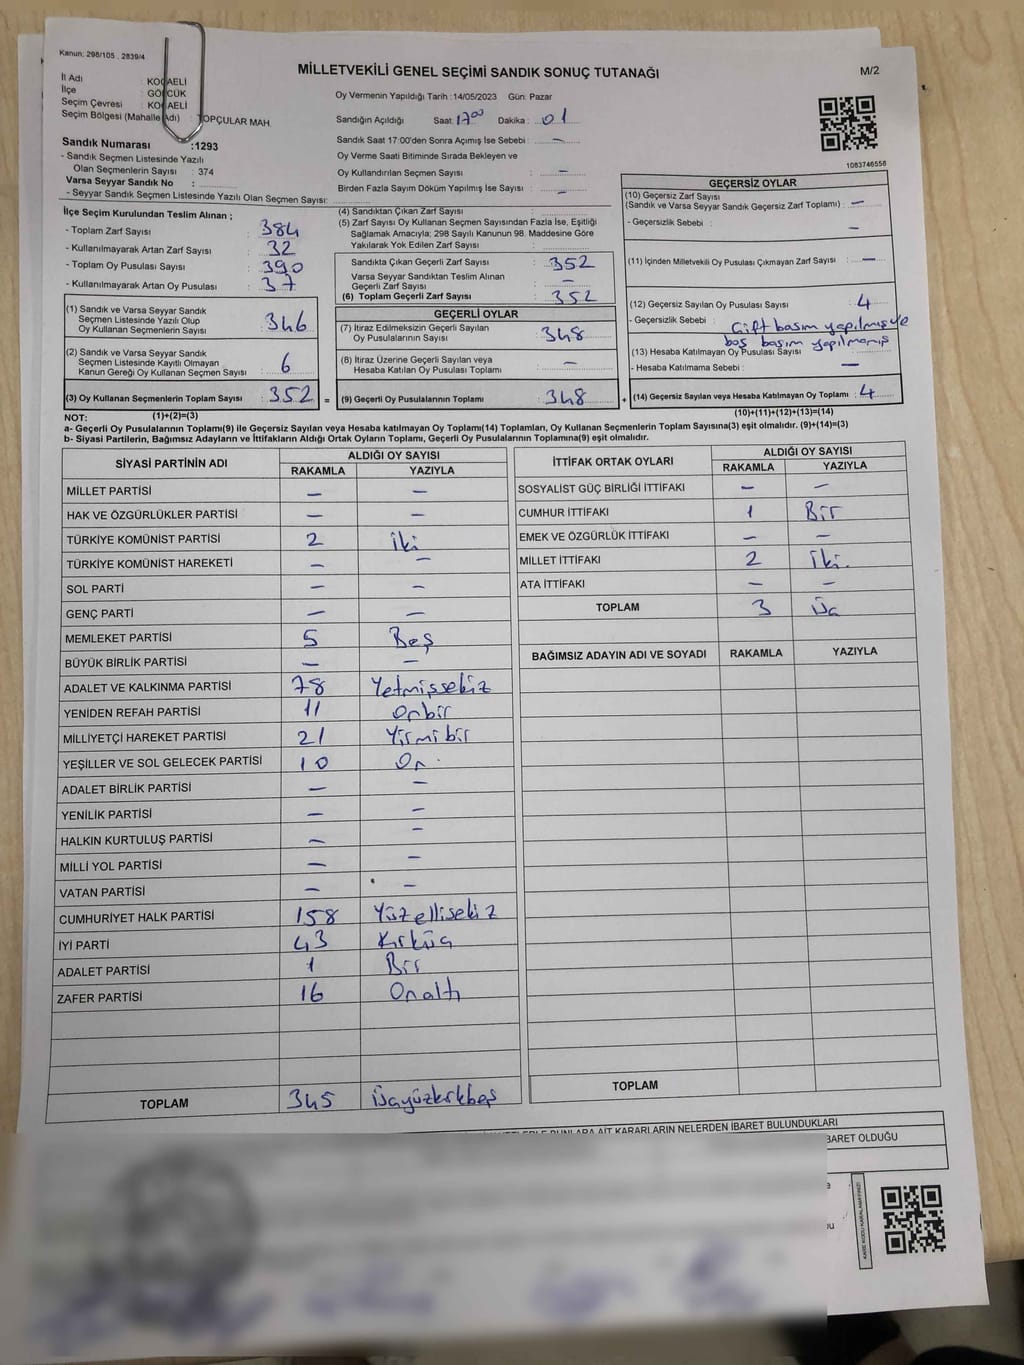 Kanun: 298/105 , 2839/4
MİLLETVEKİLİ GENEL SEÇİMİ SANDIK SONUÇ TUTANAĞI
M/2
İl Adı : KOCAELİ
İlçe : GÖLCÜK
Seçim Çevresi : KOCAELİ
Seçim Bölgesi (Mahalle Adı) : TOPÇULAR MAH.
Sandık Numarası :1293
- Sandık Seçmen Listesinde Yazılı
Olan Seçmenlerin Sayısı : 374
Varsa Seyyar Sandık No :
- Seyyar Sandık Seçmen Listesinde Yazılı Olan Seçmen Sayısı:
Oy Vermenin Yapıldığı Tarih :14/05/2023 Gün: Pazar
Sandığın Açıldığı Saat: 17 00 Dakika : 01
Sandık Saat 17:00'den Sonra Açımış İse Sebebi : —
Oy Verme Saati Bitiminde Sırada Bekleyen ve
Oy Kullandırılan Seçmen Sayısı : —
Birden Fazla Sayım Döküm Yapılmış İse Sayısı : —
1083746558
İlçe Seçim Kurulundan Teslim Alınan ;
- Toplam Zarf Sayısı : 384
- Kullanılmayarak Artan Zarf Sayısı : 32
- Toplam Oy Pusulası Sayısı : 390
- Kullanılmayarak Artan Oy Pusulası : 37
(1) Sandık ve Varsa Seyyar Sandık
Seçmen Listesinde Yazılı Olup
Oy Kullanan Seçmenlerin Sayısı : 346
(2) Sandık ve Varsa Seyyar Sandık
Seçmen Listesinde Kayıtlı Olmayan
Kanun Gereği Oy Kullanan Seçmen Sayısı : 6
(3) Oy Kullanan Seçmenlerin Toplam Sayısı : 352 =
(4) Sandıktan Çıkan Zarf Sayısı :
(5) Zarf Sayısı Oy Kullanan Seçmen Sayısından Fazla İse, Eşitliği
Sağlamak Amacıyla; 298 Sayılı Kanunun 98. Maddesine Göre
Yakılarak Yok Edilen Zarf Sayısı :
Sandıkta Çıkan Geçerli Zarf Sayısı : 352
Varsa Seyyar Sandıktan Teslim Alınan
Geçerli Zarf Sayısı : —
(6) Toplam Geçerli Zarf Sayısı : 352
GEÇERLİ OYLAR
(7) İtiraz Edilmeksizin Geçerli Sayılan
Oy Pusulalarının Sayısı : 348
(8) İtiraz Üzerine Geçerli Sayılan veya
Hesaba Katılan Oy Pusulası Toplamı : —
(9) Geçerli Oy Pusulalarının Toplamı : 348 +
GEÇERSİZ OYLAR
(10) Geçersiz Zarf Sayısı
(Sandık ve Varsa Seyyar Sandık Geçersiz Zarf Toplamı) : —
- Geçersizlik Sebebi : —
(11) İçinden Milletvekili Oy Pusulası Çıkmayan Zarf Sayısı : —
(12) Geçersiz Sayılan Oy Pusulası Sayısı : 4
- Geçersizlik Sebebi : Çift basım yapılmış ve
boş basım yapılmamış
(13) Hesaba Katılmayan Oy Pusulası Sayısı :
- Hesaba Katılmama Sebebi : —
(14) Geçersiz Sayılan veya Hesaba Katılmayan Oy Toplamı : 4
NOT: (1)+(2)=(3) (10)+(11)+(12)+(13)=(14)
a- Geçerli Oy Pusulalarının Toplamı(9) ile Geçersiz Sayılan veya Hesaba Katılmayan Oy Toplamı(14) Toplamları, Oy Kullanan Seçmenlerin Toplam Sayısına(3) eşit olmalıdır. (9)+(14)=(3)
b- Siyasi Partilerin, Bağımsız Adayların ve İttifakların Aldığı Ortak Oyların Toplamı, Geçerli Oy Pusulalarının Toplamına(9) eşit olmalıdır.
SİYASİ PARTİNİN ADI ALDIĞI OY SAYISI
RAKAMLA YAZIYLA
MİLLET PARTİSİ — —
HAK VE ÖZGÜRLÜKLER PARTİSİ — —
TÜRKİYE KOMÜNİST PARTİSİ 2 iki
TÜRKİYE KOMÜNİST HAREKETİ — —
SOL PARTİ — —
GENÇ PARTİ — —
MEMLEKET PARTİSİ 5 Beş
BÜYÜK BİRLİK PARTİSİ — —
ADALET VE KALKINMA PARTİSİ 78 Yetmişsekiz
YENİDEN REFAH PARTİSİ 11 Onbir
MİLLİYETÇİ HAREKET PARTİSİ 21 Yirmibir
YEŞİLLER VE SOL GELECEK PARTİSİ 10 On
ADALET BİRLİK PARTİSİ — —
YENİLİK PARTİSİ — —
HALKIN KURTULUŞ PARTİSİ — —
MİLLİ YOL PARTİSİ — —
VATAN PARTİSİ — —
CUMHURİYET HALK PARTİSİ 158 Yüzellisekiz
İYİ PARTİ 43 Kırküç
ADALET PARTİSİ 1 Bir
ZAFER PARTİSİ 16 Onaltı
TOPLAM 345 üçyüzkırkbeş
İTTİFAK ORTAK OYLARI ALDIĞI OY SAYISI
RAKAMLA YAZIYLA
SOSYALİST GÜÇ BİRLİĞİ İTTİFAKI — —
CUMHUR İTTİFAKI 1 Bir
EMEK VE ÖZGÜRLÜK İTTİFAKI — —
MİLLET İTTİFAKI 2 İki.
ATA İTTİFAKI — —
TOPLAM 3 üç
BAĞIMSIZ ADAYIN ADI VE SOYADI RAKAMLA YAZIYLA
TOPLAM
BUNLARA AİT KARARLARIN NELERDEN İBARET BULUNDUKLARI
BARET OLDUĞU